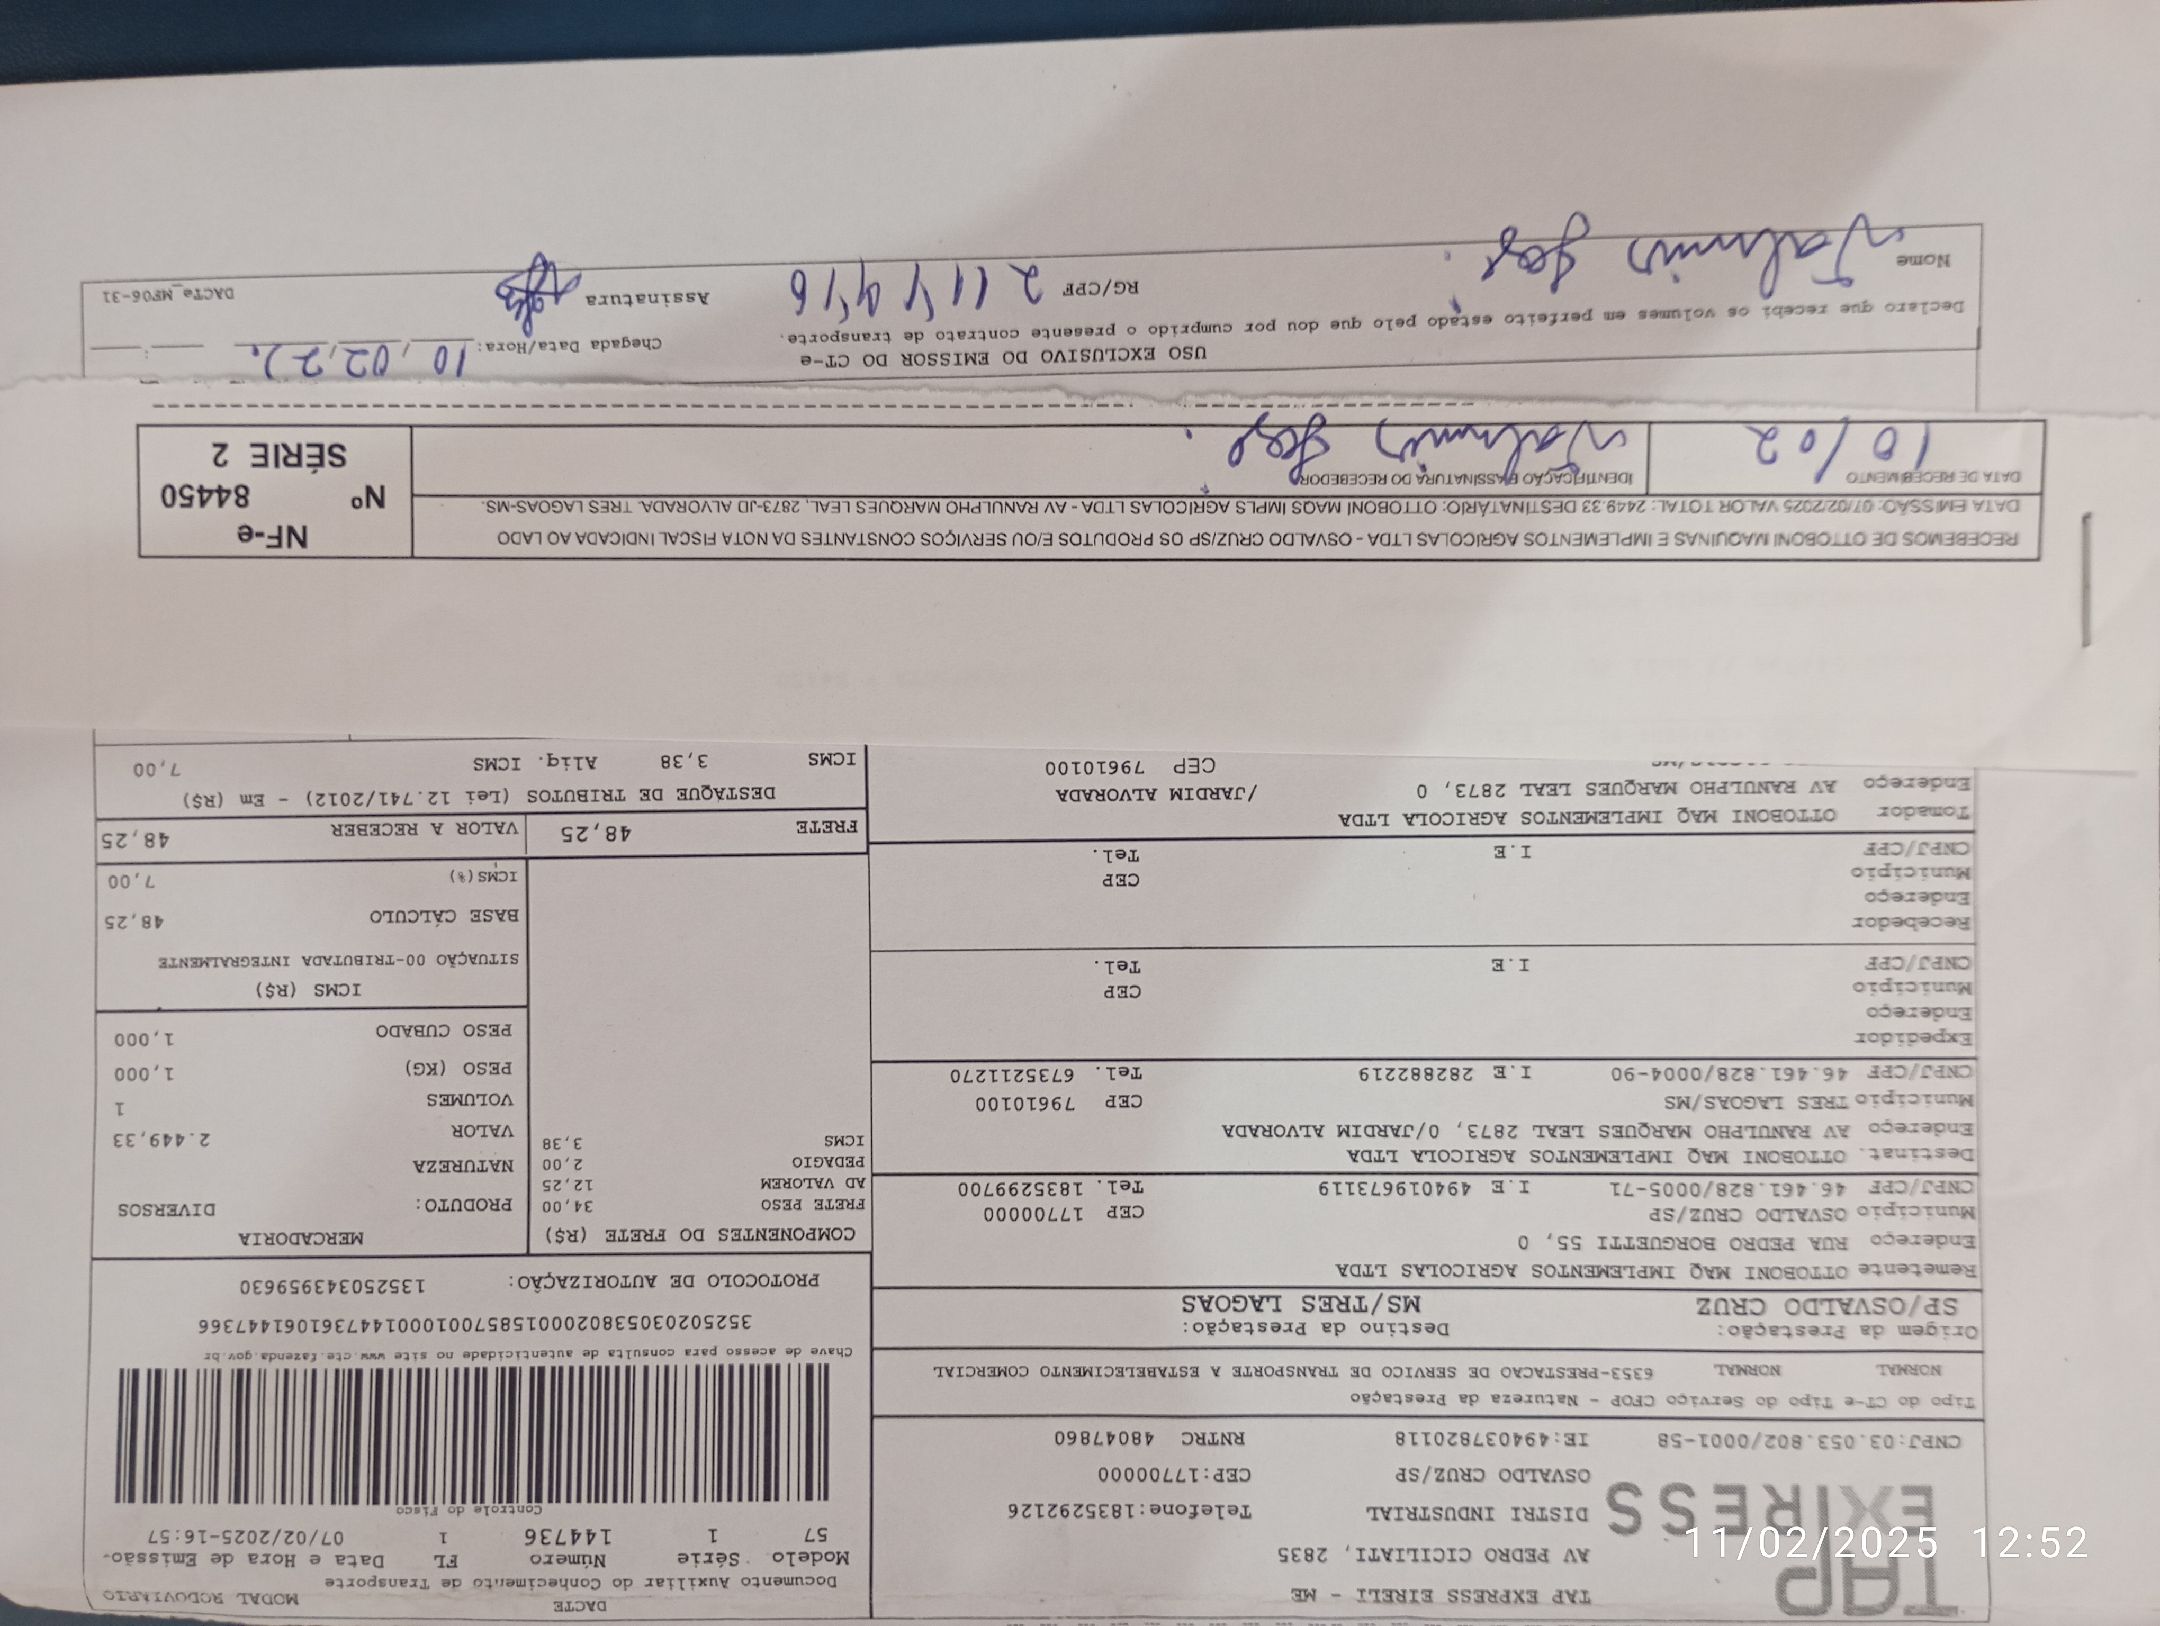 TAP
EXIRESS
TAP EXPRESS EIRELI - ME
AV PEDRO CICILIATI, 2835
DISTRI INDUSTRIAL Telefone:1835292126
OSVALDO CRUZ/SP CEP:17700000
CNPJ:03.053.802/0001-58 IE:494037820118 RNTRC 48047860
DACTE MODAL RODOVIÁRIO
Documento Auxiliar do Conhecimento de Transporte
Modelo Série Número FL Data e Hora de Emissão
57 1 144736 1 07/02/2025-16:57
Controle do Fisco
Chave de acesso para consulta de autenticidade no site www.cte.fazenda.gov.br
35250203053802000158570010001447361061447366
PROTOCOLO DE AUTORIZAÇÃO: 135250343959630
Tipo do CT-e Tipo do Serviço CFOP - Natureza da Prestação
NORMAL NORMAL 6353-PRESTACAO DE SERVICO DE TRANSPORTE A ESTABELECIMENTO COMERCIAL
Origem da Prestação: Destino da Prestação:
SP/OSVALDO CRUZ MS/TRES LAGOAS
Remetente OTTOBONI MAQ IMPLEMENTOS AGRICOLAS LTDA
Endereço RUA PEDRO BORGUETTI 55, 0
Município OSVALDO CRUZ/SP CEP 17700000
CNPJ/CPF 46.461.828/0005-71 I.E 494019673119 Tel. 1835299700
Destinat. OTTOBONI MAQ IMPLEMENTOS AGRICOLA LTDA
Endereço AV RANULPHO MARQUES LEAL 2873, 0/JARDIM ALVORADA
Município TRES LAGOAS/MS CEP 79610100
CNPJ/CPF 46.461.828/0004-90 I.E 282882219 Tel. 6735211270
Expedidor
Endereço
Município CEP
CNPJ/CPF I.E Tel.
Recebedor
Endereço
Município CEP
CNPJ/CPF I.E Tel.
Tomador OTTOBONI MAQ IMPLEMENTOS AGRICOLA LTDA
Endereço AV RANULPHO MARQUES LEAL 2873, 0 /JARDIM ALVORADA
CEP 79610100
COMPONENTES DO FRETE (R$)
FRETE PESO 34,00
AD VALOREM 12,25
PEDAGIO 2,00
ICMS 3,38
MERCADORIA
PRODUTO: DIVERSOS
NATUREZA
VALOR 2.449,33
VOLUMES 1
PESO (KG) 1,000
PESO CUBADO 1,000
ICMS (R$)
SITUAÇÃO 00-TRIBUTADA INTEGRALMENTE
BASE CÁLCULO 48,25
ICMS(%) 7,00
FRETE 48,25 VALOR A RECEBER 48,25
DESTAQUE DE TRIBUTOS (Lei 12.741/2012) - Em (R$)
ICMS 3,38 Aliq. ICMS 7,00
RECEBEMOS DE OTTOBONI MAQUINAS E IMPLEMENTOS AGRICOLAS LTDA - OSVALDO CRUZ/SP OS PRODUTOS E/OU SERVIÇOS CONSTANTES DA NOTA FISCAL INDICADA AO LADO
DATA EMISSÃO: 07/02/2025 VALOR TOTAL: 2449.33 DESTINATÁRIO: OTTOBONI MAQS IMPLS AGRICOLAS LTDA - AV RANULPHO MARQUES LEAL, 2873-JD ALVORADA. TRES LAGOAS-MS.
DATA DE RECEBIMENTO IDENTIFICAÇÃO E ASSINATURA DO RECEBEDOR
10/02
NF-e
Nº 84450
SÉRIE 2
USO EXCLUSIVO DO EMISSOR DO CT-e Chegada Data/Hora: 10,02,2
Declaro que recebi os volumes em perfeito estado pelo que dou por cumprido o presente contrato de transporte.
Nome RG/CPF Assinatura DACTe_MF06-31
11/02/2025 12:52